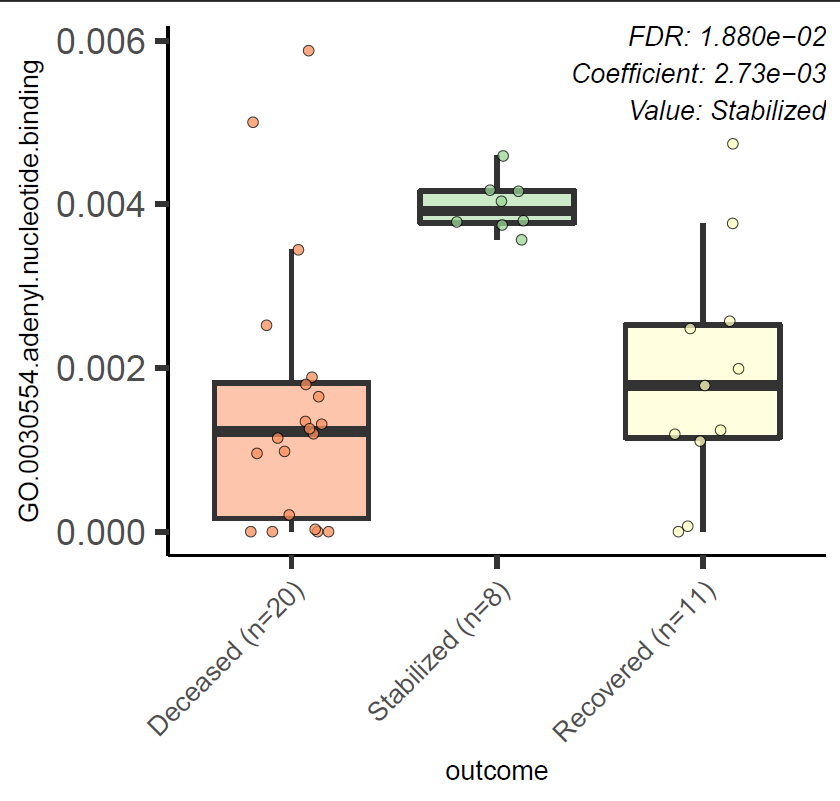 FDR: 1.880e−02
Coefficient: 2.73e−03
Value: Stabilized
GO.0030554.adenyl.nucleotide.binding
0.006
0.004
0.002
0.000
Deceased (n=20)
Stabilized (n=8)
Recovered (n=11)
outcome